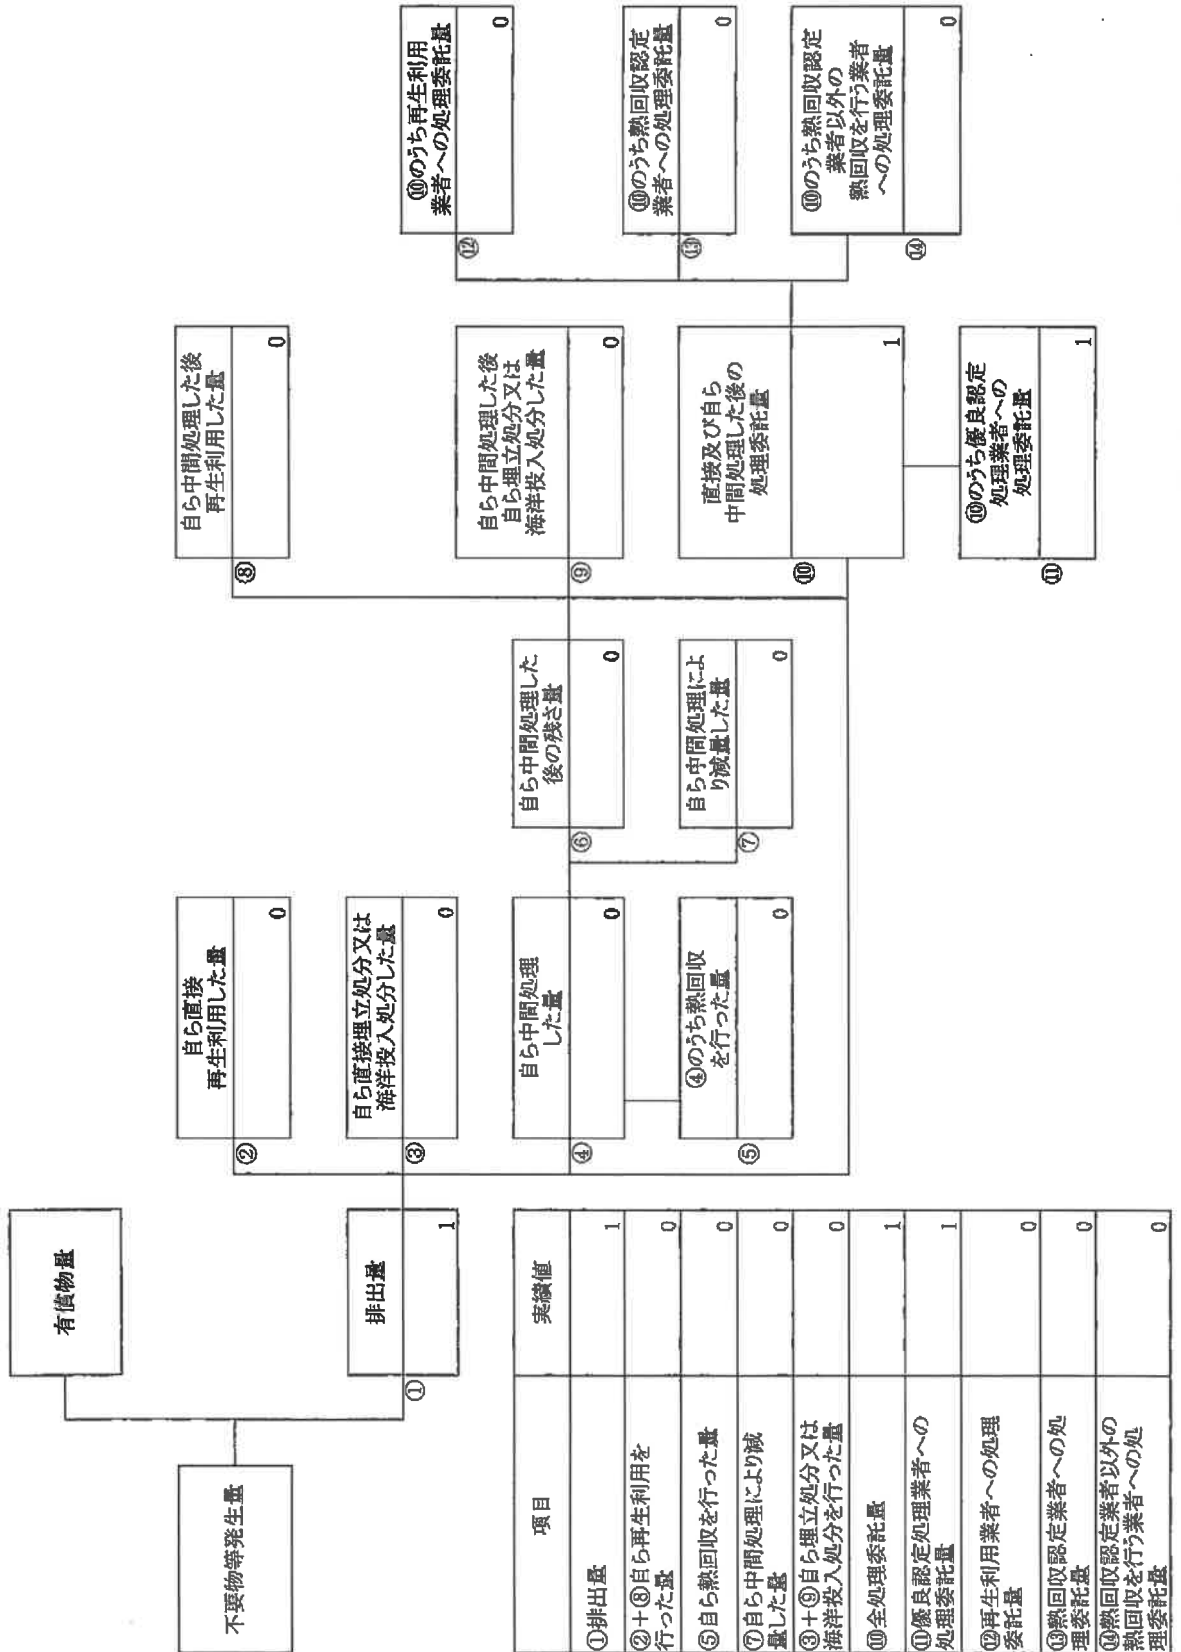 不要物等発生量
有償物量
排出量
①
1
自ら直接
再生利用した量
②
0
自ら直接埋立処分又は
海洋投入処分した量
③
0
自ら中間処理
した量
④
0
④のうち熱回収
を行った量
⑤
0
自ら中間処理した
後の残さ量
⑥
0
自ら中間処理によ
り減量した量
⑦
0
自ら中間処理した後
再生利用した量
⑧
0
自ら中間処理した後
自ら埋立処分又は
海洋投入処分した量
⑨
0
直接及び自ら
中間処理した後の
処理委託量
⑩
1
⑩のうち優良認定
処理業者への
処理委託量
⑪
1
⑩のうち再生利用
業者への処理委託量
⑫
0
⑩のうち熱回収認定
業者への処理委託量
⑬
0
⑩のうち熱回収認定
業者以外の
熱回収を行う業者
への処理委託量
⑭
0
項目 実績値
①排出量 1
②+⑧自ら再生利用を
行った量 0
⑤自ら熱回収を行った量 0
⑦自ら中間処理により減
量した量 0
③+⑨自ら埋立処分又は
海洋投入処分を行った量 0
⑩全処理委託量 1
⑪優良認定処理業者への
処理委託量 1
⑫再生利用業者への処理
委託量 0
⑬熱回収認定業者への処
理委託量 0
⑭熱回収認定業者以外の
熱回収を行う業者への処
理委託量 0